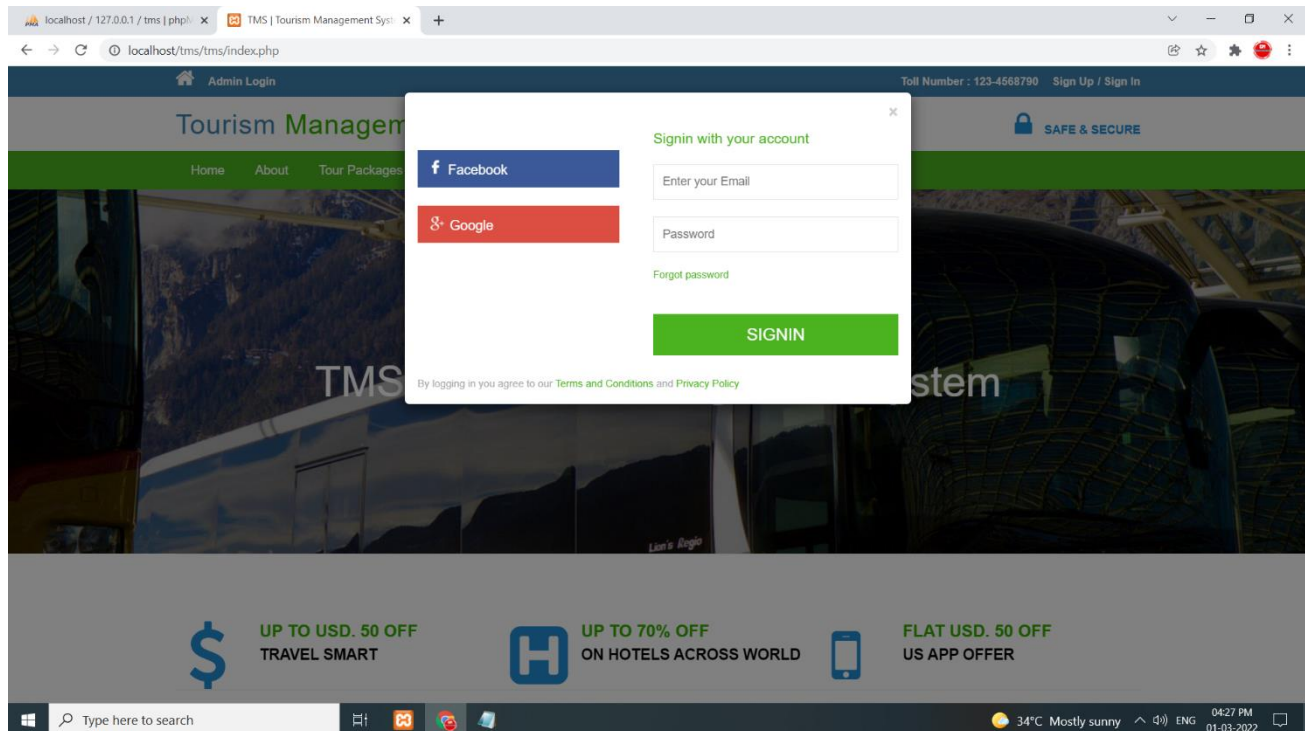 localhost / 127.0.0.1 / tms | phpM
TMS | Tourism Management Syst
localhost/tms/tms/index.php
Admin Login
Toll Number : 123-4568790 Sign Up / Sign In
Tourism Managem
SAFE & SECURE
Home About Tour Packages
Signin with your account
f Facebook
Enter your Email
8+ Google
Password
Forgot password
SIGNIN
By logging in you agree to our Terms and Conditions and Privacy Policy
TMS stem
Lion's Regio
UP TO USD. 50 OFF
TRAVEL SMART
H
UP TO 70% OFF
ON HOTELS ACROSS WORLD
FLAT USD. 50 OFF
US APP OFFER
Type here to search
34°C Mostly sunny
ENG
04:27 PM
01-03-2022